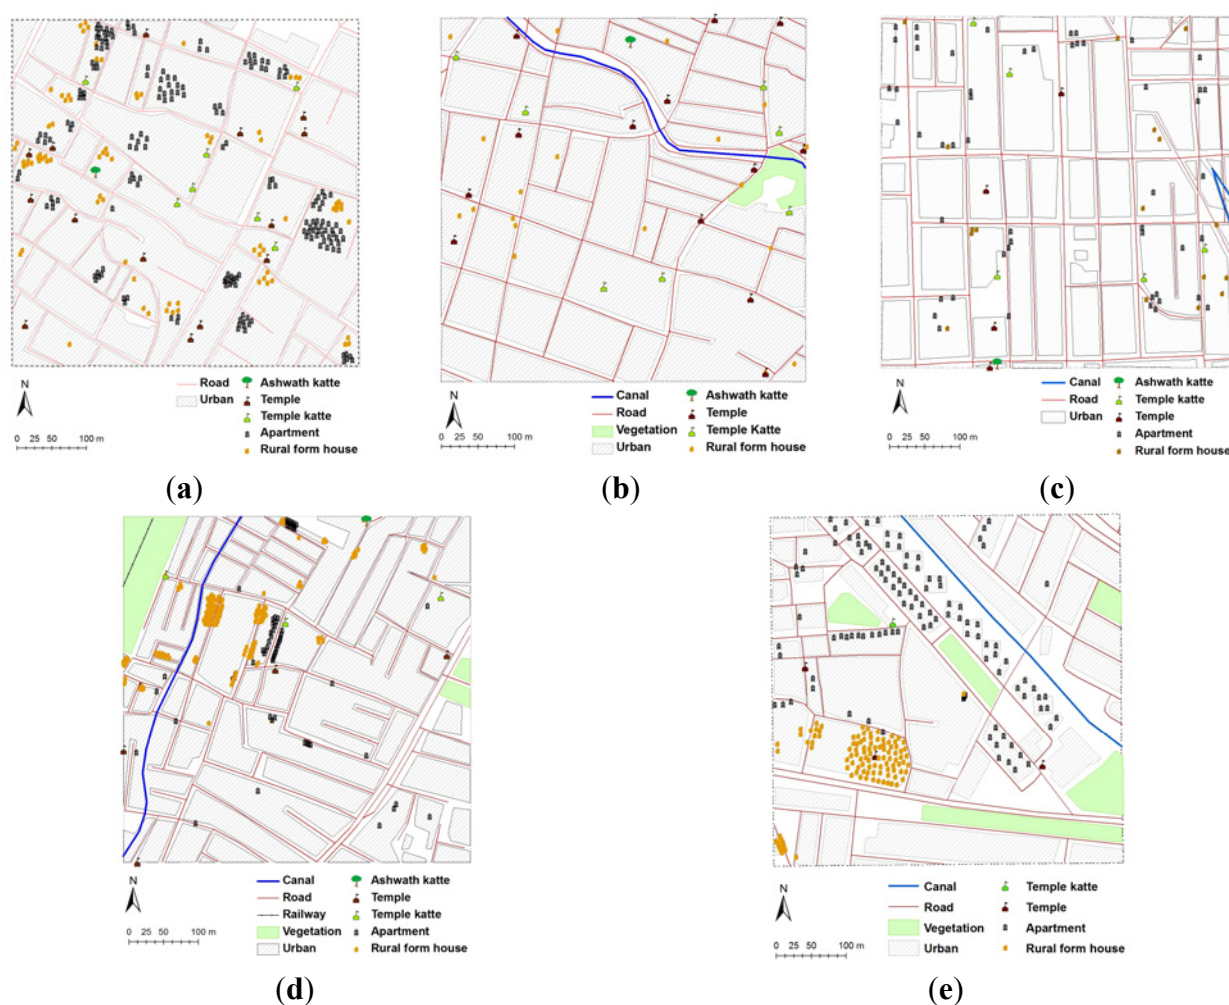 N
0 25 50 100 m
Road
Urban
Ashwath katte
Temple
Temple katte
Apartment
Rural form house
(a)
N
0 25 50 100 m
Canal
Road
Vegetation
Urban
Ashwath katte
Temple
Temple Katte
Rural form house
(b)
N
0 25 50 100 m
Canal
Road
Urban
Ashwath katte
Temple katte
Temple
Apartment
Rural form house
(c)
N
0 25 50 100 m
Canal
Road
Railway
Vegetation
Urban
Ashwath katte
Temple
Temple katte
Apartment
Rural form house
(d)
N
0 25 50 100 m
Canal
Road
Vegetation
Urban
Temple katte
Temple
Apartment
Rural form house
(e)